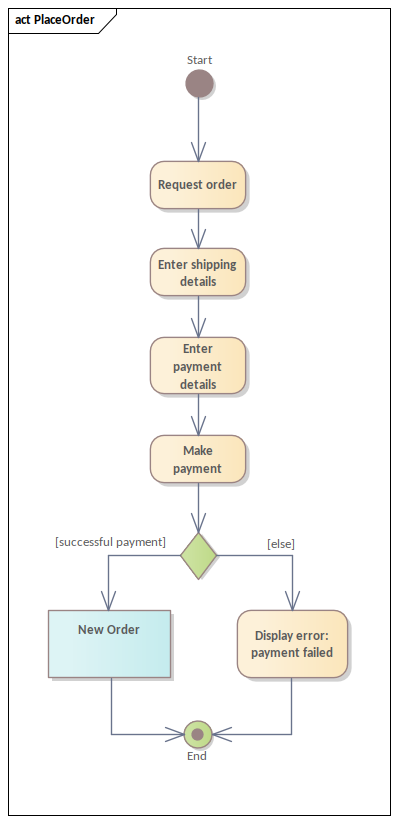 act PlaceOrder
Start
Request order
Enter shipping
details
Enter
payment
details
Make
payment
[successful payment]
[else]
New Order
Display error:
payment failed
End